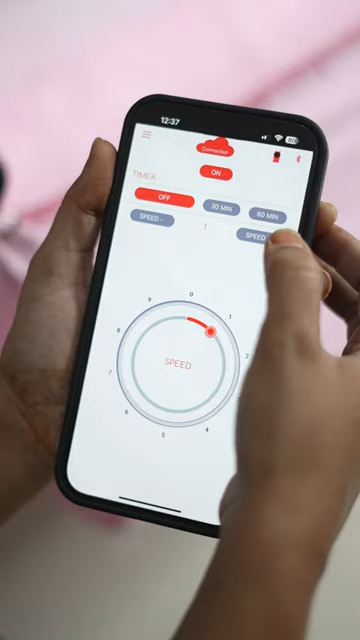 12:37
Connected
ON
TIMER
OFF
30 MIN
60 MIN
SPEED -
1
SPEED
0
1
2
4
5
6
7
8
9
SPEED